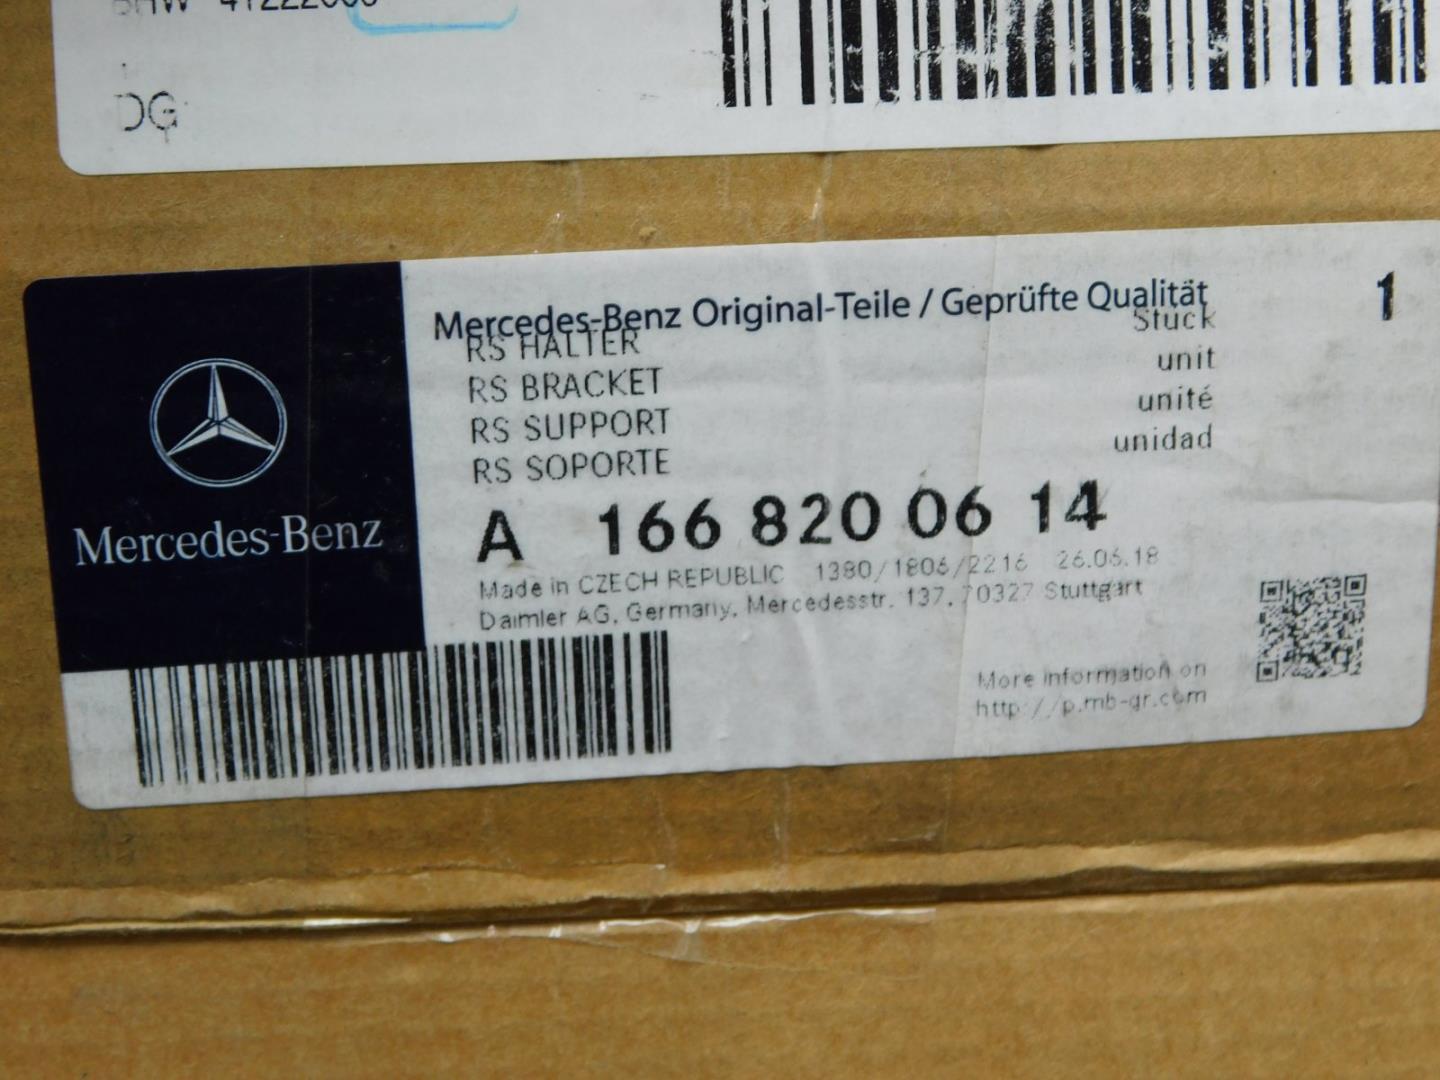 DG
Mercedes-Benz Original-Teile / Geprüfte Qualität
RS HALTER Stück 1
RS BRACKET unit
RS SUPPORT unité
RS SOPORTE unidad
A 166 820 06 14
Made in CZECH REPUBLIC 1380/1806/2216 26.06.18
Daimler AG, Germany, Mercedesstr. 137, 70327 Stuttgart
More information on
http://p.mb-gr.com
Mercedes-Benz